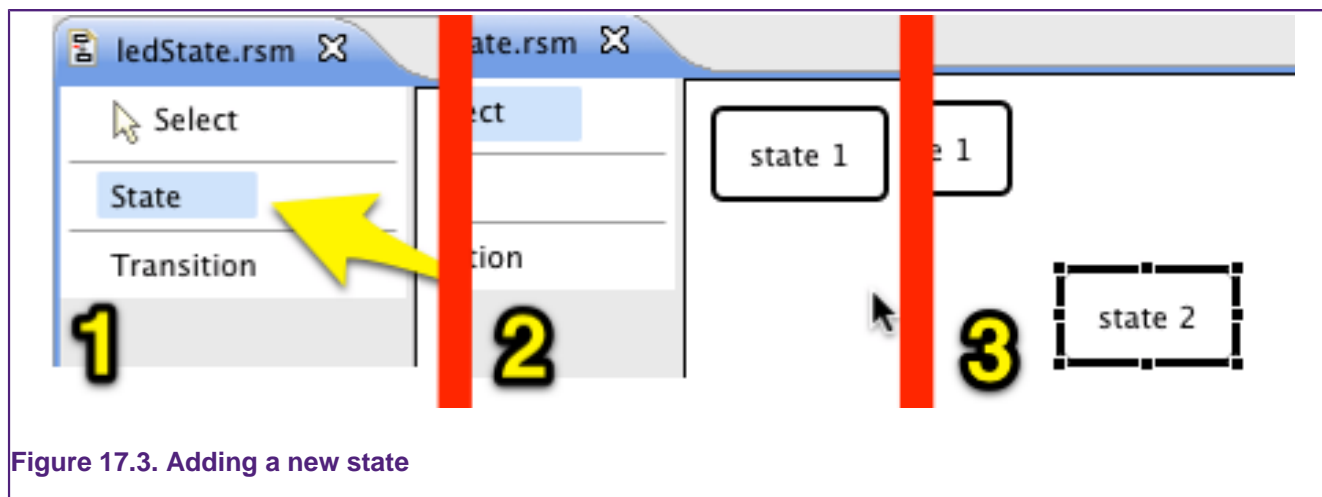 ledState.rsm
Select
State
Transition
1
ate.rsm
ect
tion
state 1
2
e 1
state 2
3
Figure 17.3. Adding a new state